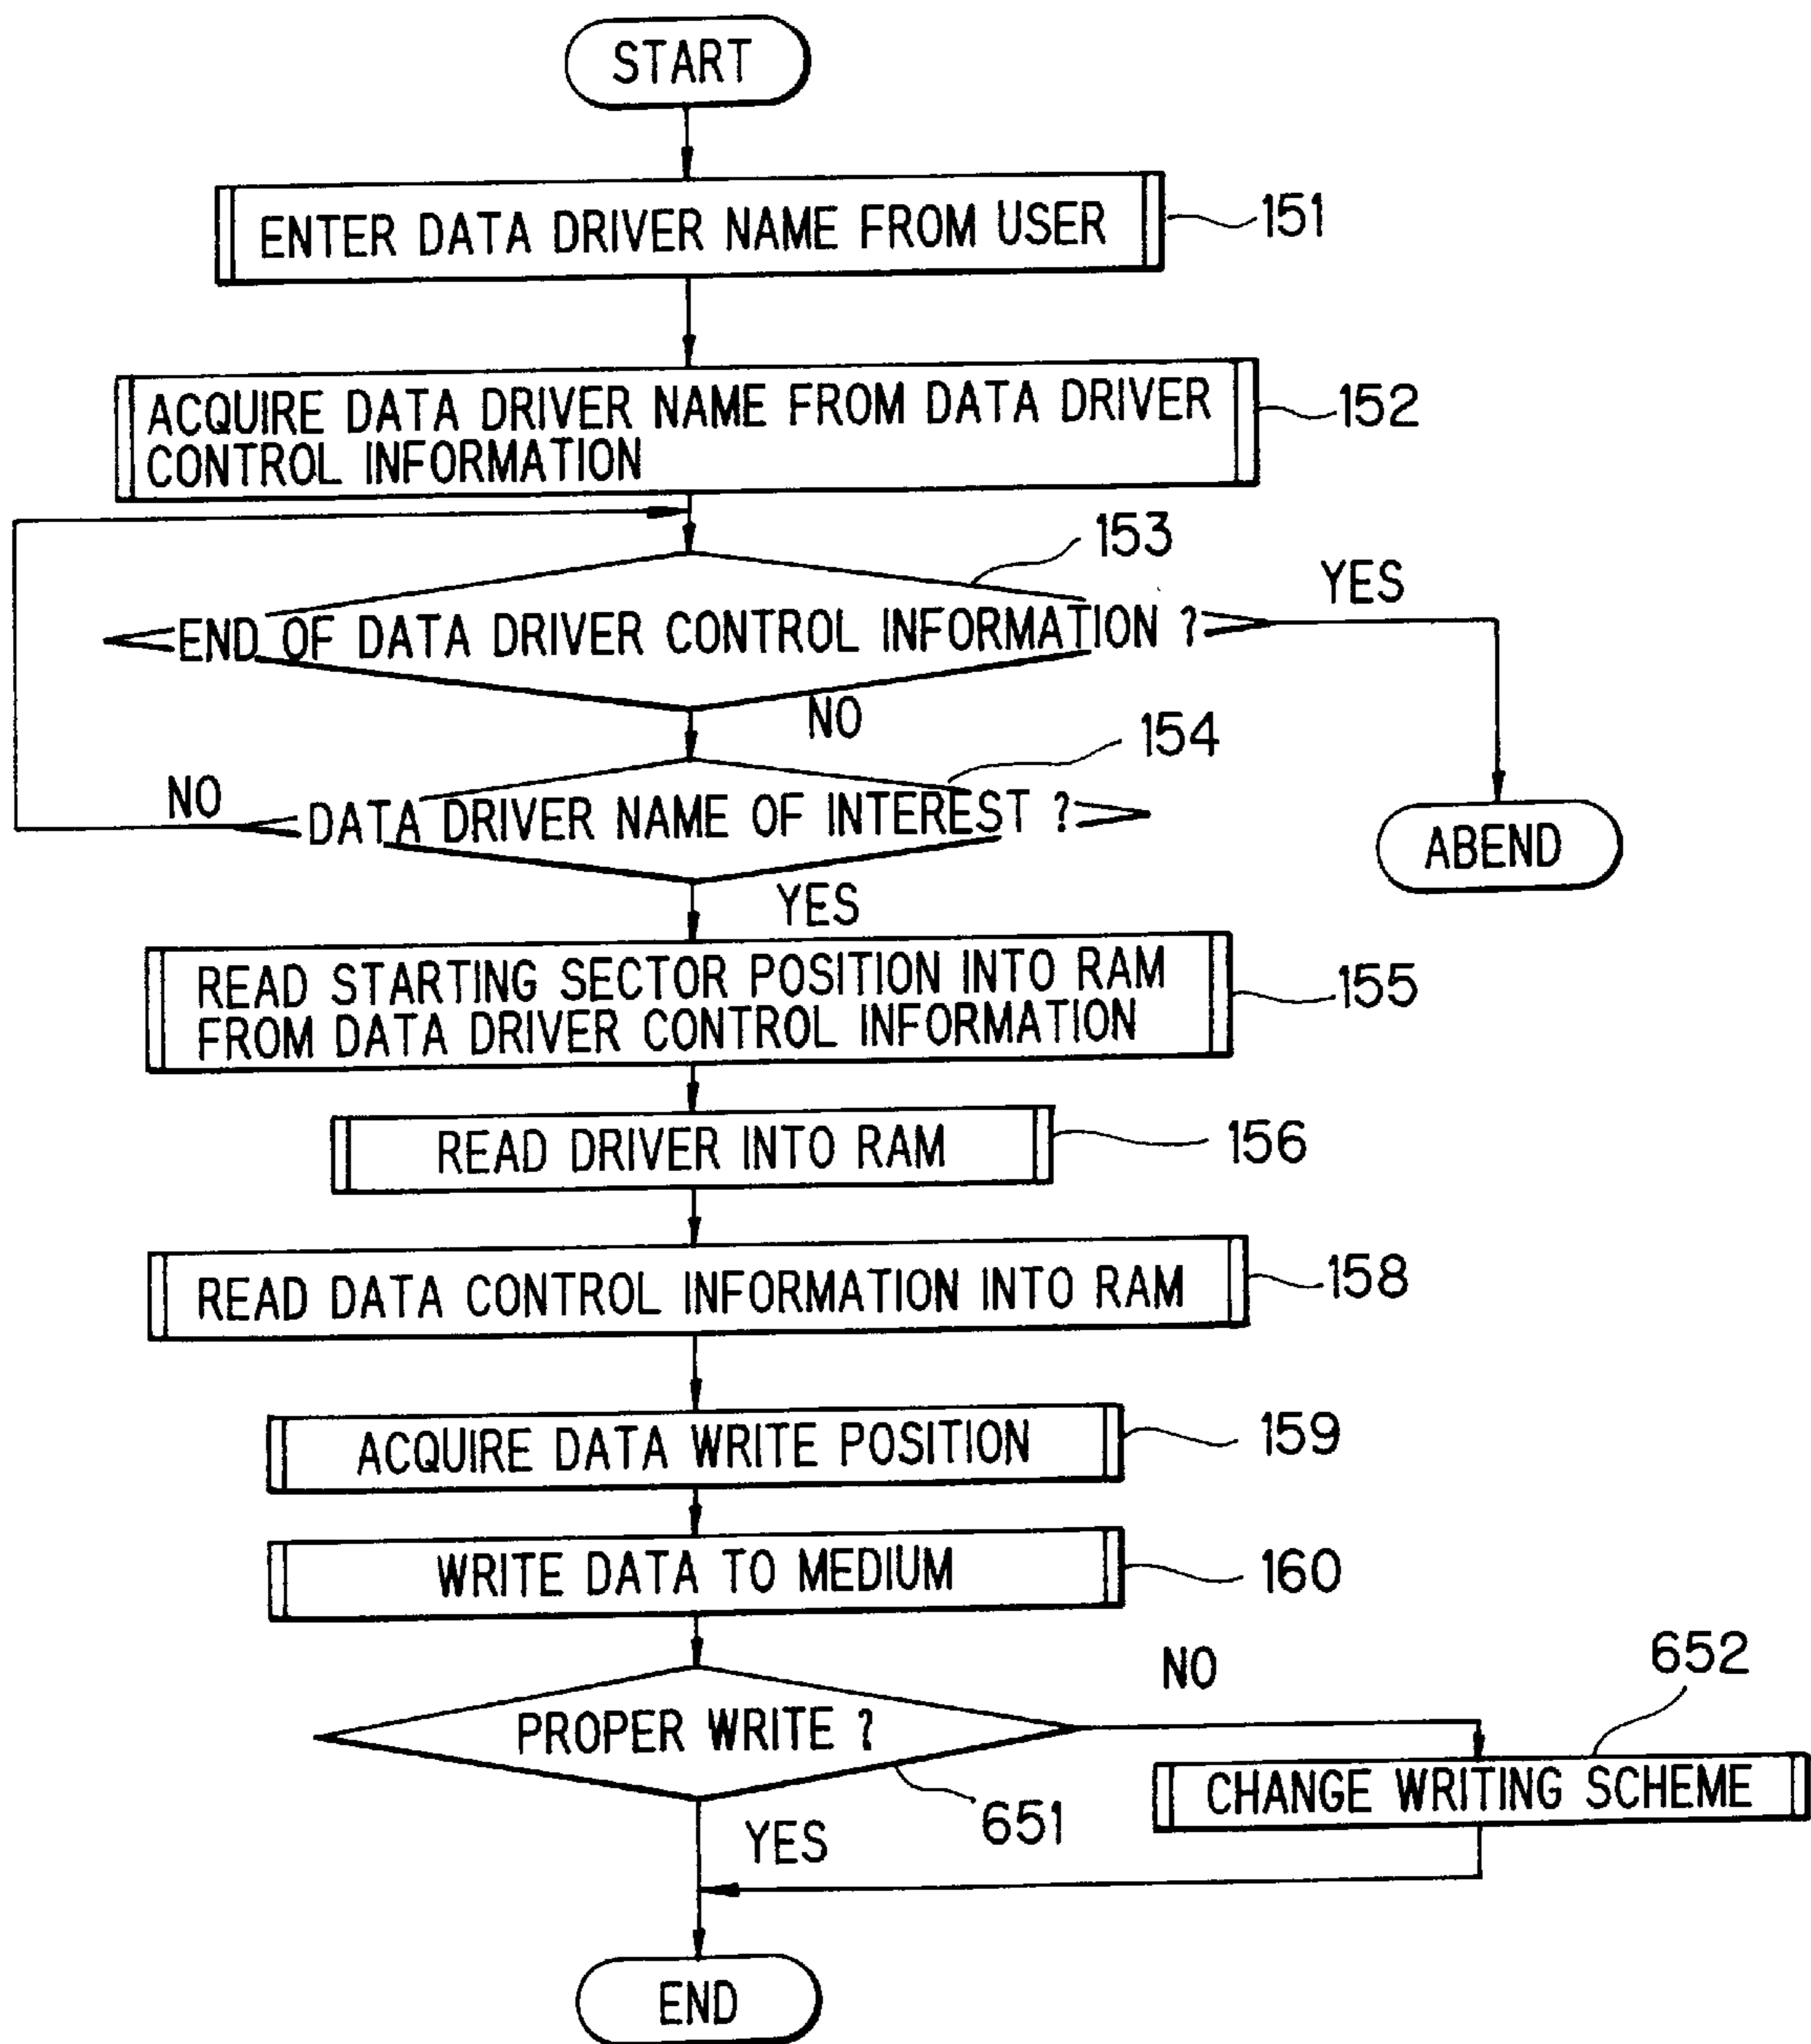 START
ENTER DATA DRIVER NAME FROM USER
151
ACQUIRE DATA DRIVER NAME FROM DATA DRIVER
CONTROL INFORMATION
152
153
END OF DATA DRIVER CONTROL INFORMATION ?
YES
NO
154
NO
DATA DRIVER NAME OF INTEREST ?
ABEND
YES
READ STARTING SECTOR POSITION INTO RAM
FROM DATA DRIVER CONTROL INFORMATION
155
READ DRIVER INTO RAM
156
READ DATA CONTROL INFORMATION INTO RAM
158
ACQUIRE DATA WRITE POSITION
159
WRITE DATA TO MEDIUM
160
NO
652
PROPER WRITE ?
651
CHANGE WRITING SCHEME
YES
END